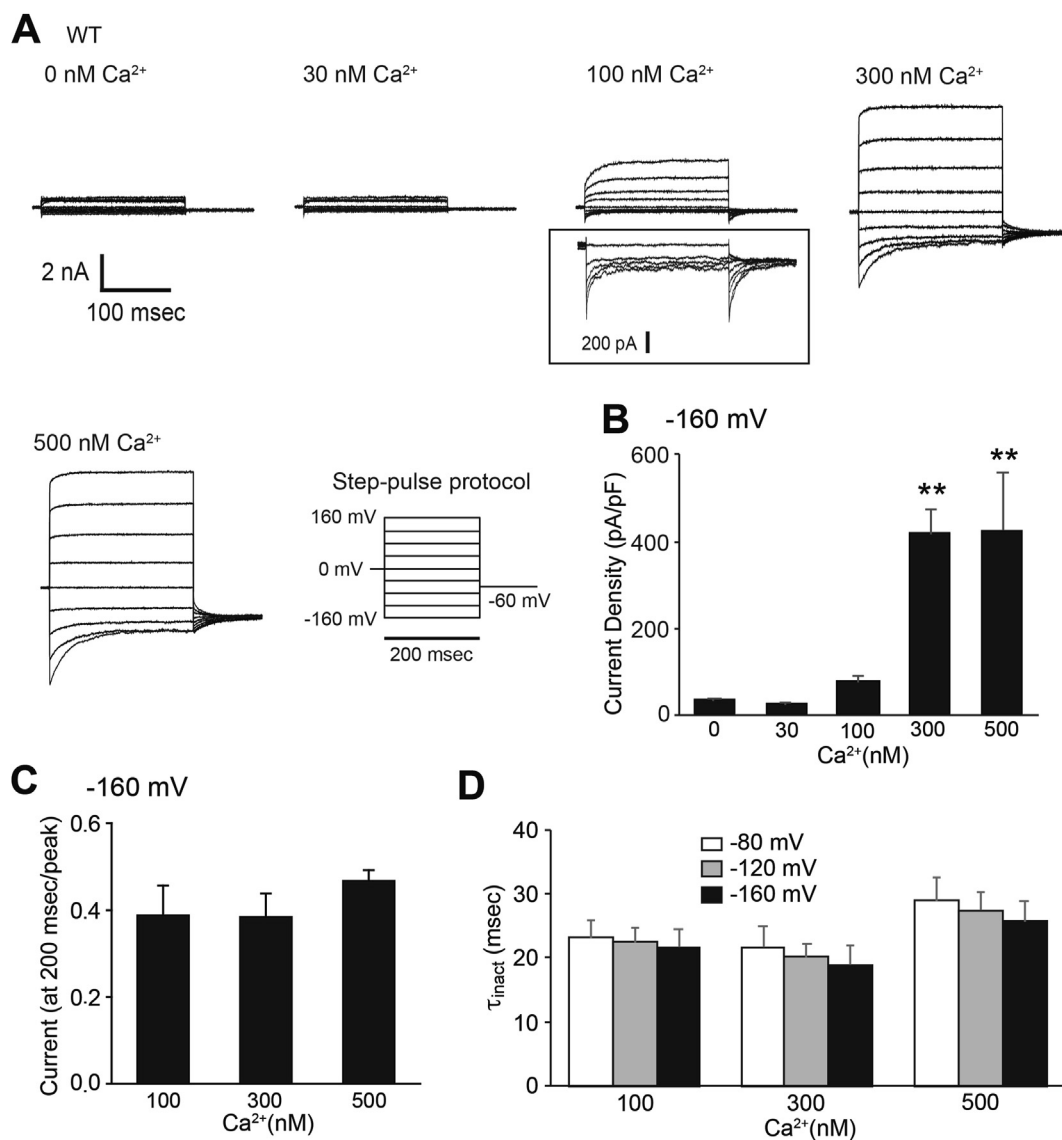 A WT
0 nM Ca²⁺
30 nM Ca²⁺
100 nM Ca²⁺
300 nM Ca²⁺
2 nA
100 msec
200 pA
500 nM Ca²⁺
Step-pulse protocol
160 mV
0 mV
-160 mV
-60 mV
200 msec
B -160 mV
Current Density (pA/pF)
600
400
200
0
** **
0 30 100 300 500
Ca²⁺(nM)
C -160 mV
Current (at 200 msec/peak)
0.6
0.4
0.2
0.0
100 300 500
Ca²⁺(nM)
D
τinact (msec)
40
30
20
10
0
-80 mV
-120 mV
-160 mV
100 300 500
Ca²⁺(nM)